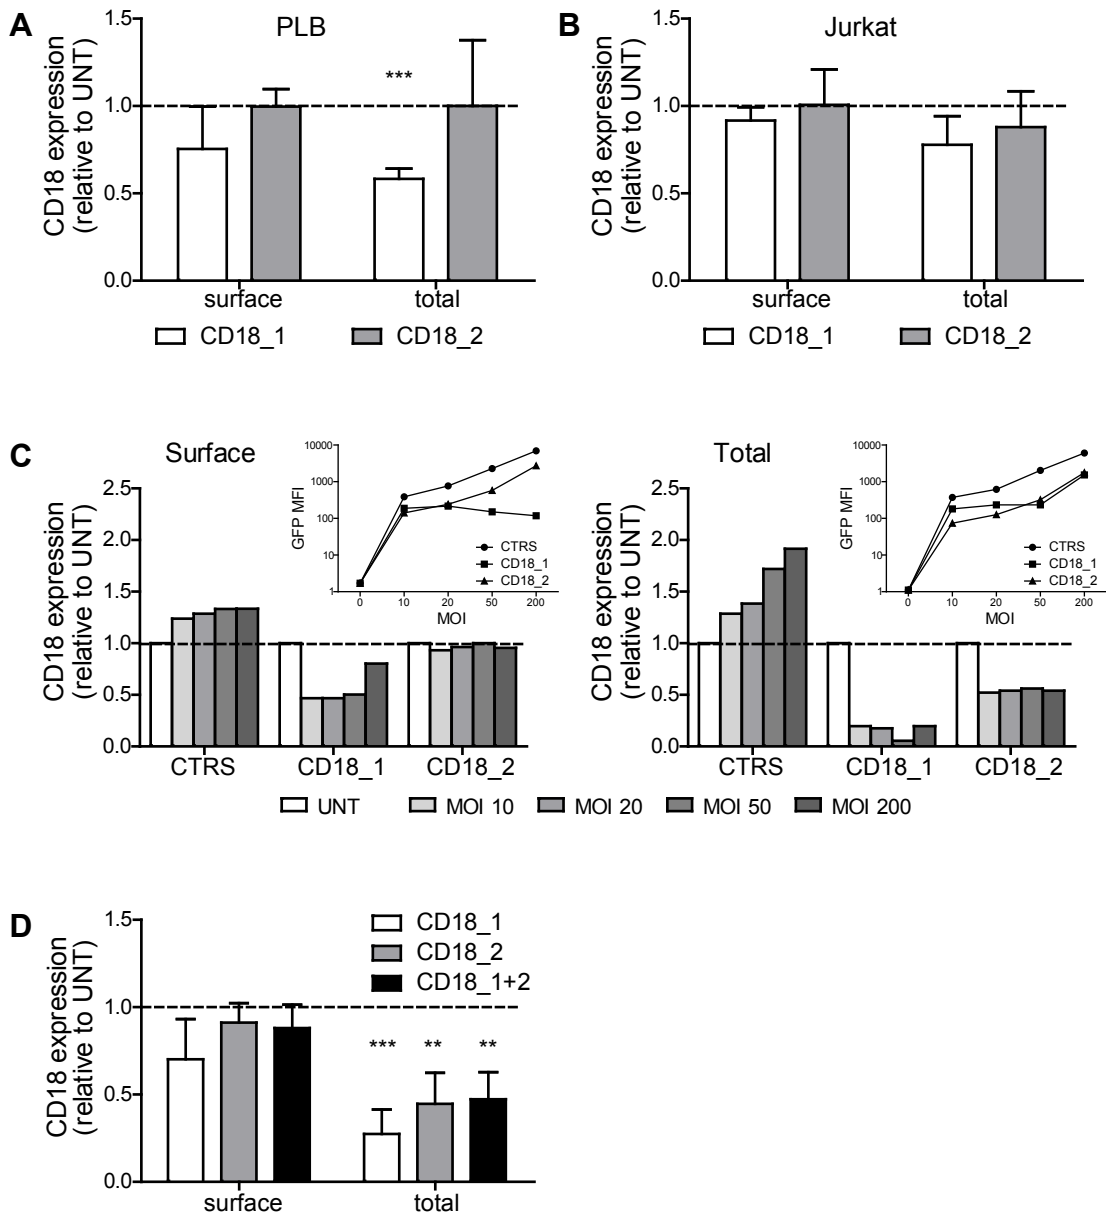 A
PLB
CD18 expression
(relative to UNT)
1.5
1.0
0.5
0.0
***
surface
total
CD18_1
CD18_2
B
Jurkat
CD18 expression
(relative to UNT)
1.5
1.0
0.5
0.0
surface
total
CD18_1
CD18_2
C
Surface
CD18 expression
(relative to UNT)
2.5
2.0
1.5
1.0
0.5
0.0
CTRS
CD18_1
CD18_2
GFP MFI
10000
1000
100
10
1
0
10
20
50
200
MOI
CTRS
CD18_1
CD18_2
Total
CD18 expression
(relative to UNT)
2.5
2.0
1.5
1.0
0.5
0.0
CTRS
CD18_1
CD18_2
GFP MFI
10000
1000
100
10
1
0
10
20
50
200
MOI
CTRS
CD18_1
CD18_2
UNT
MOI 10
MOI 20
MOI 50
MOI 200
D
CD18 expression
(relative to UNT)
1.5
1.0
0.5
0.0
CD18_1
CD18_2
CD18_1+2
***
**
**
surface
total